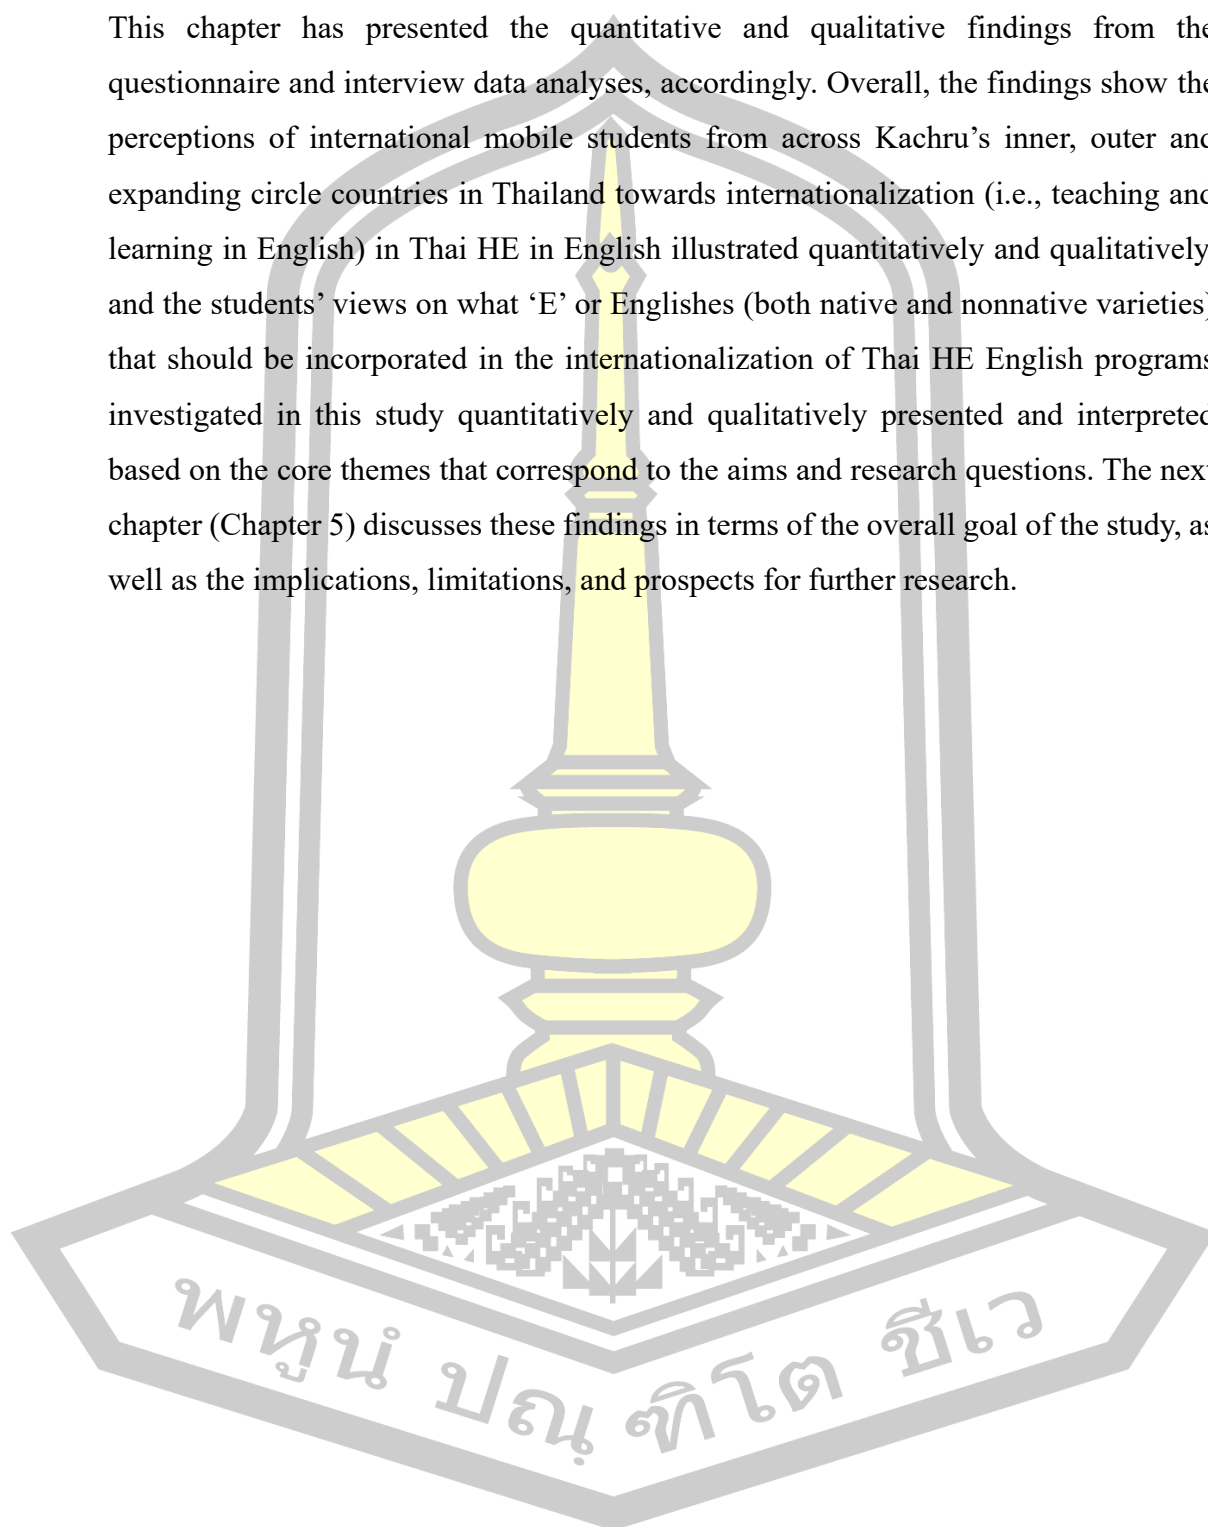 This chapter has presented the quantitative and qualitative findings from the
questionnaire and interview data analyses, accordingly. Overall, the findings show the
perceptions of international mobile students from across Kachru’s inner, outer and
expanding circle countries in Thailand towards internationalization (i.e., teaching and
learning in English) in Thai HE in English illustrated quantitatively and qualitatively
and the students’ views on what ‘E’ or Englishes (both native and nonnative varieties)
that should be incorporated in the internationalization of Thai HE English programs
investigated in this study quantitatively and qualitatively presented and interpreted
based on the core themes that correspond to the aims and research questions. The next
chapter (Chapter 5) discusses these findings in terms of the overall goal of the study, as
well as the implications, limitations, and prospects for further research.
พหูนํ ปณฺ ฑิโต ชีเว